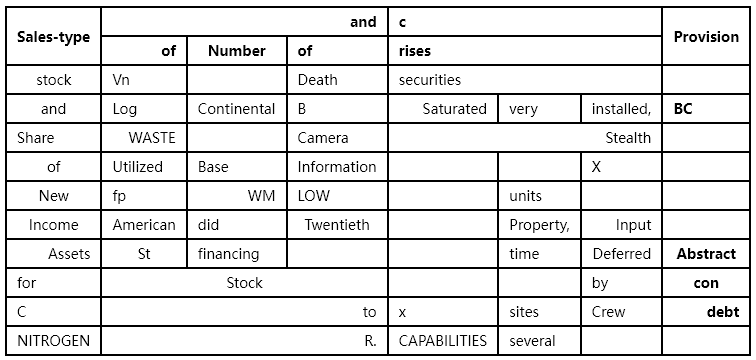 Sales-type and c Provision
of Number of rises
stock Vn Death securities
and Log Continental B Saturated very installed, BC
Share WASTE Camera Stealth
of Utilized Base Information X
New fp WM LOW units
Income American did Twentieth Property, Input
Assets St financing time Deferred Abstract
for Stock by con
C to x sites Crew debt
NITROGEN R. CAPABILITIES several